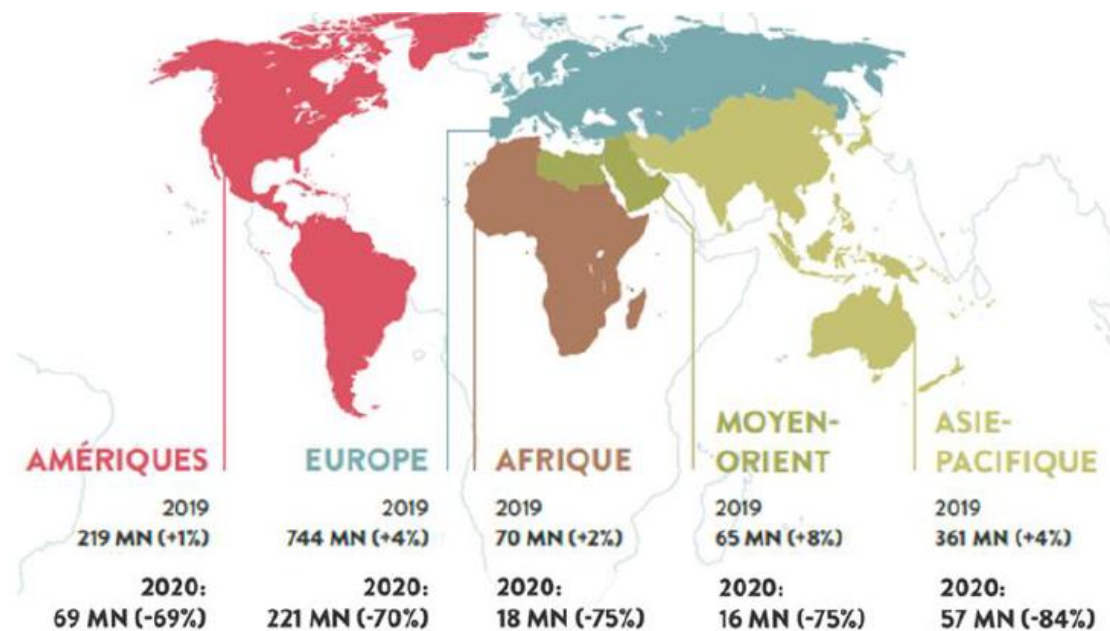 AMÉRIQUES
2019
219 MN (+1%)
2020:
69 MN (-69%)
EUROPE
2019
744 MN (+4%)
2020:
221 MN (-70%)
AFRIQUE
2019
70 MN (+2%)
2020:
18 MN (-75%)
MOYEN-
ORIENT
2019
65 MN (+8%)
2020:
16 MN (-75%)
ASIE-
PACIFIQUE
2019
361 MN (+4%)
2020:
57 MN (-84%)